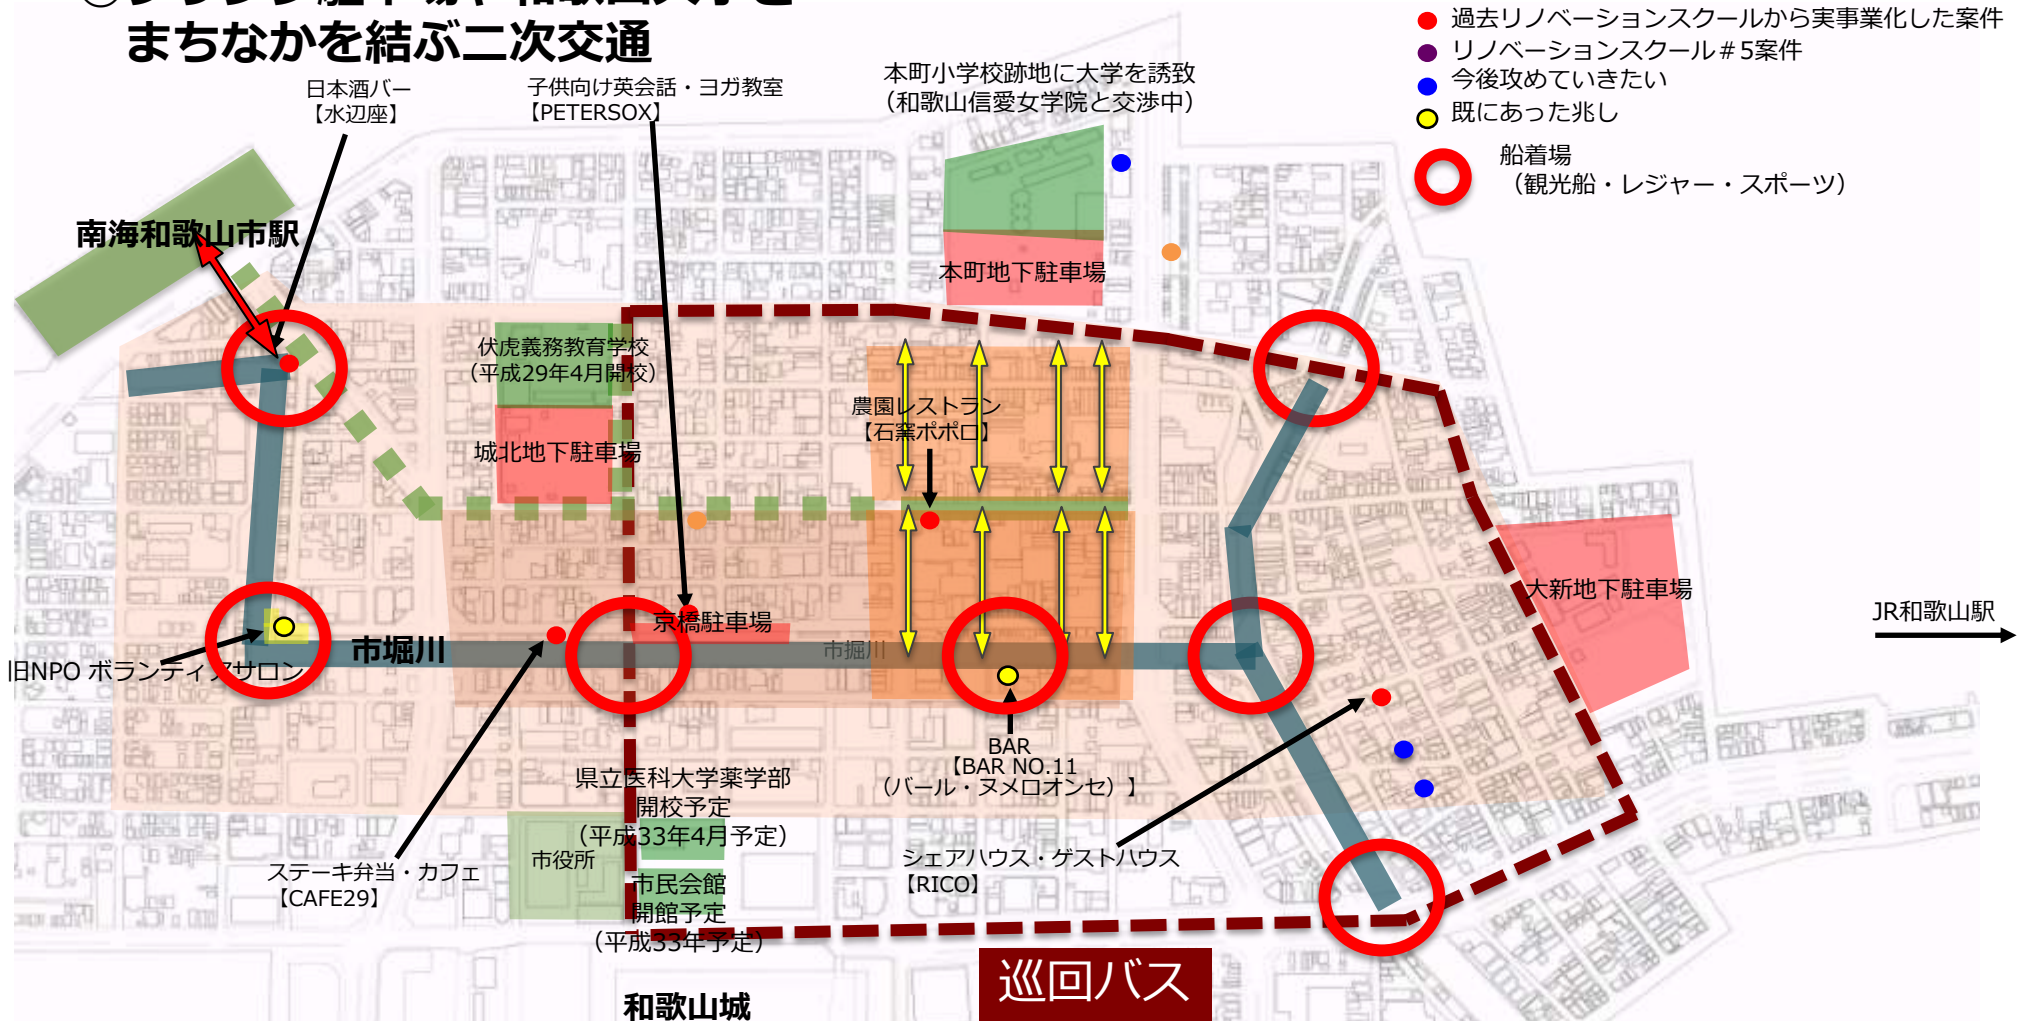 まちなかを結ぶ二次交通
過去リノベーションスクールから実事業化した案件
リノベーションスクール＃5案件
今後攻めていきたい
既にあった兆し
船着場
（観光船・レジャー・スポーツ）
日本酒バー
【水辺座】
子供向け英会話・ヨガ教室
【PETERSOX】
本町小学校跡地に大学を誘致
（和歌山信愛女学院と交渉中）
南海和歌山市駅
本町地下駐車場
伏虎義務教育学校
（平成29年4月開校）
農園レストラン
【石窯ポポロ】
城北地下駐車場
大新地下駐車場
JR和歌山駅
京橋駐車場
市堀川
市堀川
旧NPO ボランティアサロン
BAR
【BAR NO.11
（バール・ヌメロオンセ）】
県立医科大学薬学部
開校予定
（平成33年4月予定）
市役所
ステーキ弁当・カフェ
【CAFE29】
シェアハウス・ゲストハウス
【RICO】
市民会館
開館予定
（平成33年予定）
巡回バス
和歌山城